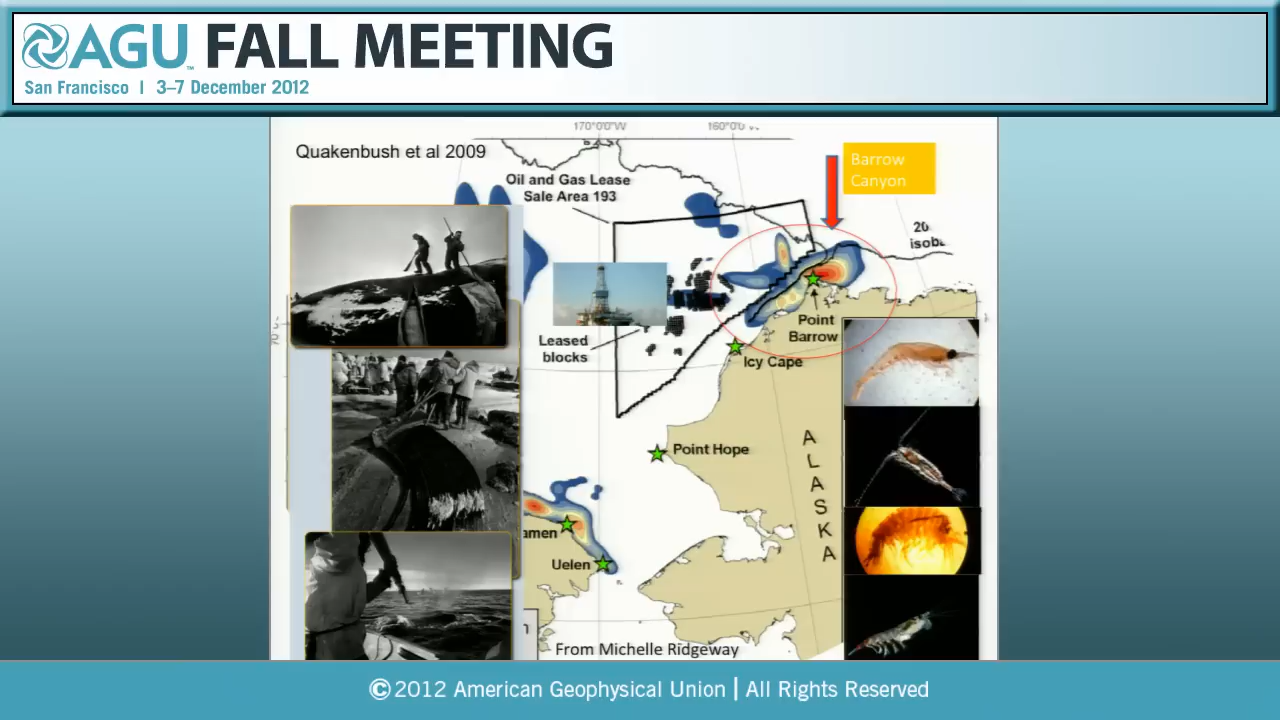 AGU FALL MEETING
San Francisco | 3–7 December 2012
170°0'0"W
160°0'0
Quakenbush et al 2009
Barrow
Canyon
Oil and Gas Lease
Sale Area 193
20
Point
Barrow
Leased
blocks
Icy Cape
Point Hope
ALASKA
amen
Uelen
From Michelle Ridgeway
©2012 American Geophysical Union | All Rights Reserved